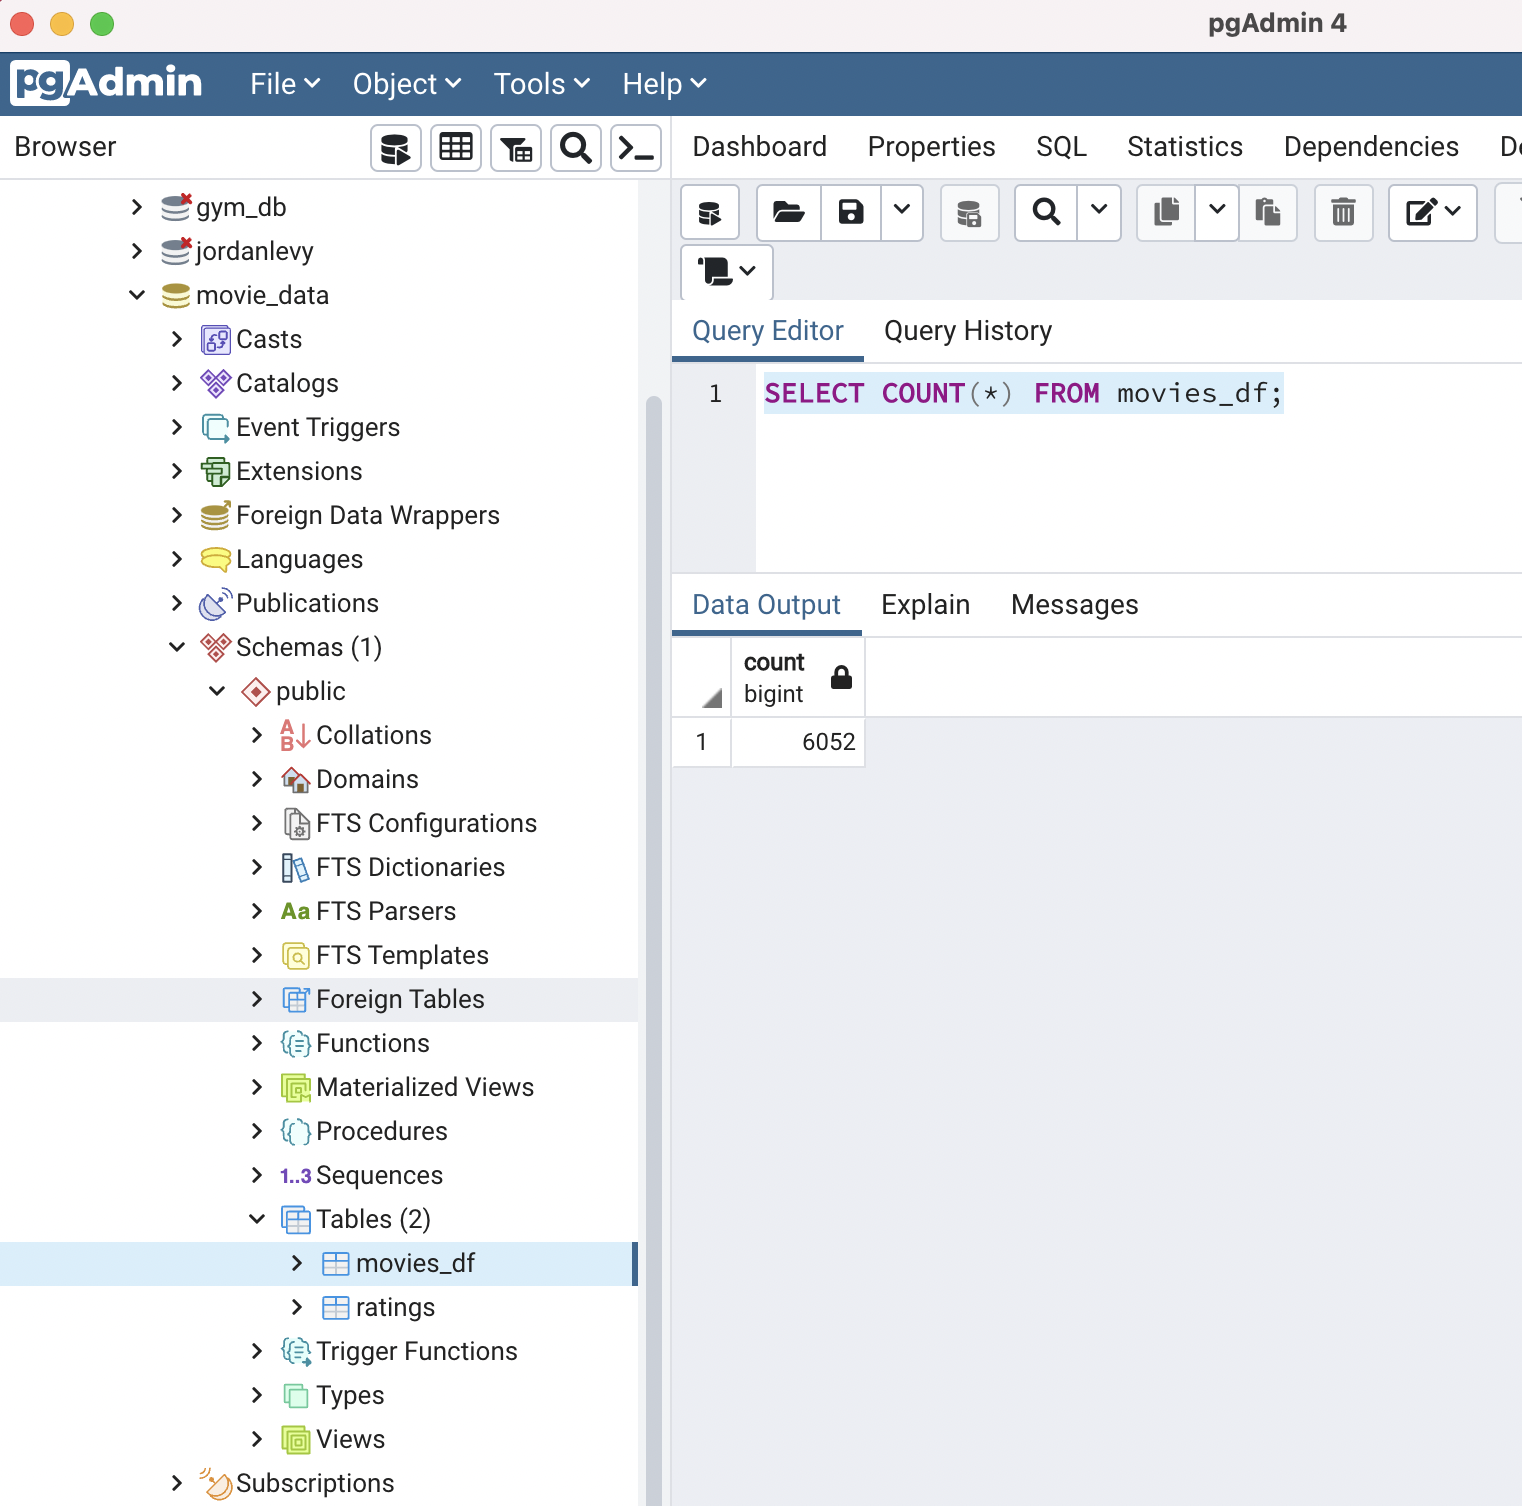 pgAdmin 4
pgAdmin File Object Tools Help
Browser
Dashboard Properties SQL Statistics Dependencies
gym_db
jordanlevy
movie_data
Casts
Catalogs
Event Triggers
Extensions
Foreign Data Wrappers
Languages
Publications
Schemas (1)
public
Collations
Domains
FTS Configurations
FTS Dictionaries
Aa FTS Parsers
FTS Templates
Foreign Tables
Functions
Materialized Views
Procedures
1..3 Sequences
Tables (2)
movies_df
ratings
Trigger Functions
Types
Views
Subscriptions
Query Editor Query History
1 SELECT COUNT(*) FROM movies_df;
Data Output Explain Messages
count
bigint
1 6052